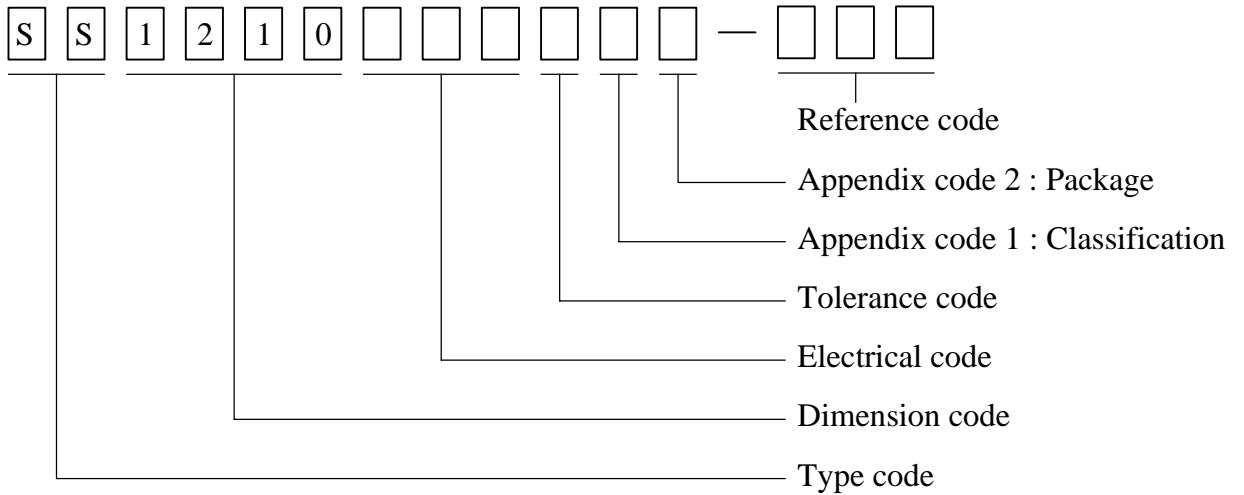 S S 1 2 1 0 —
Reference code
Appendix code 2 : Package
Appendix code 1 : Classification
Tolerance code
Electrical code
Dimension code
Type code